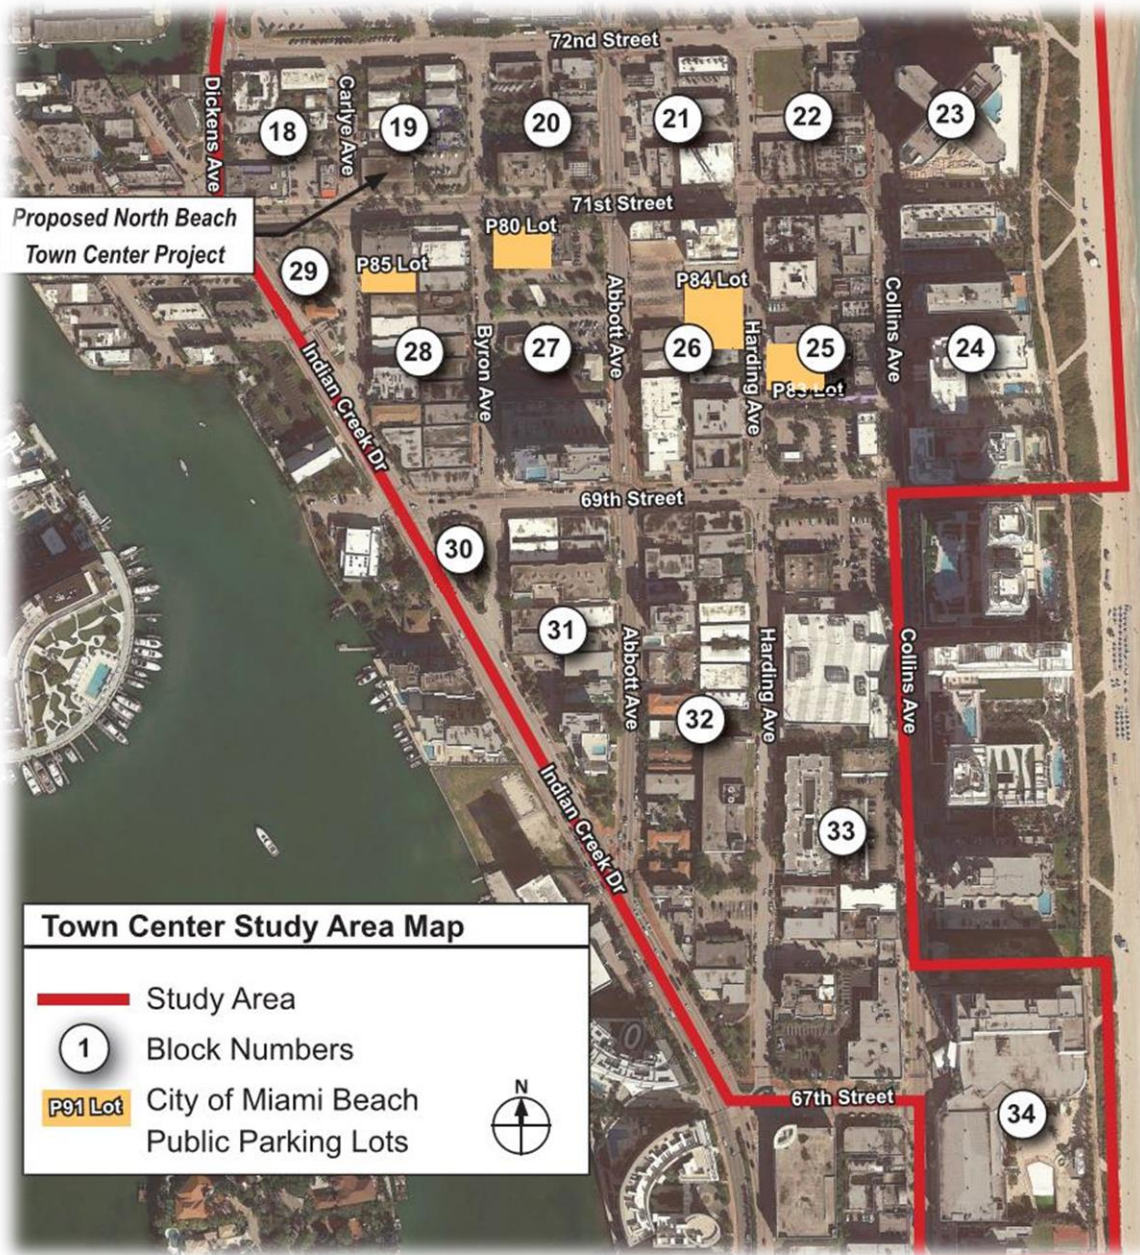 72nd Street
Dickens Ave
Carlye Ave
18
19
20
21
22
23
Proposed North Beach
Town Center Project
71st Street
P80 Lot
29
P85 Lot
P84 Lot
Abbott Ave
Collins Ave
Indian Creek Dr
28
Byron Ave
27
26
Harding Ave
25
24
P83 Lot
69th Street
30
31
Abbott Ave
Harding Ave
Collins Ave
32
Indian Creek Dr
33
67th Street
34
Town Center Study Area Map
Study Area
1
Block Numbers
P91 Lot
City of Miami Beach
Public Parking Lots
N